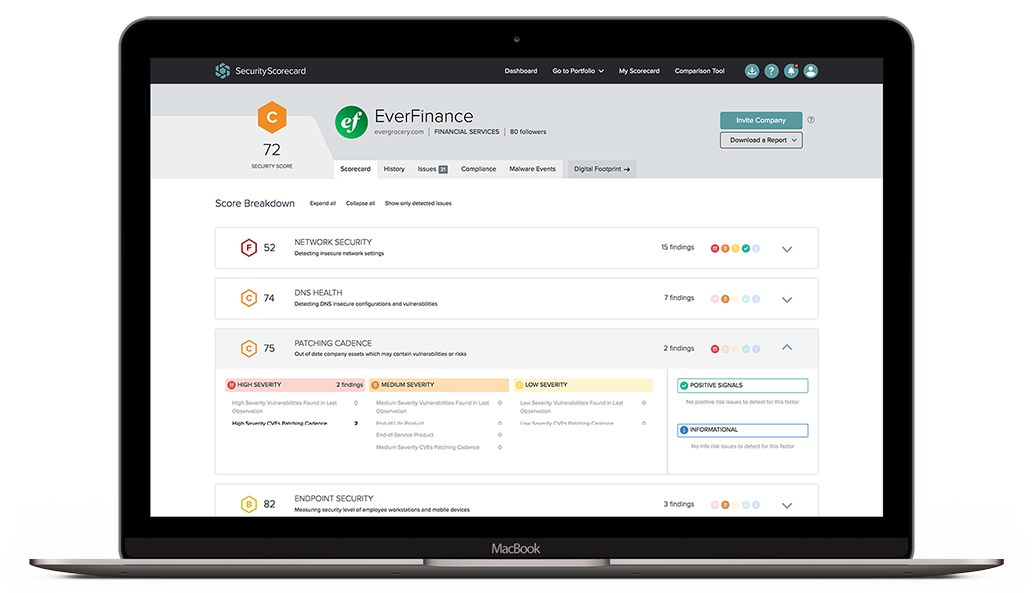 SecurityScorecard
Dashboard Go to Portfolio My Scorecard Comparison Tool ?
C
72
SECURITY SCORE
ef
EverFinance
evergrocery.com FINANCIAL SERVICES 80 followers
Invite Company ?
Download a Report
Scorecard History Issues 21 Compliance Malware Events Digital Footprint →
Score Breakdown Expand all Collapse all Show only detected issues
F 52 NETWORK SECURITY 15 findings
Detecting insecure network settings
C 74 DNS HEALTH 7 findings
Detecting DNS insecure configurations and vulnerabilities
C 75 PATCHING CADENCE 2 findings
Out of date company assets which may contain vulnerabilities or risks
HIGH SEVERITY 2 findings
High Severity Vulnerabilities Found in Last 0
Observation
High Severity CVEs Patching Cadence 2
MEDIUM SEVERITY
Medium Severity Vulnerabilities Found in Last 0
Observation
End-of-Life Product 0
End-of-Service Product 0
Medium Severity CVEs Patching Cadence 0
LOW SEVERITY
Low Severity Vulnerabilities Found in Last 0
Observation
Low Severity CVEs Patching Cadence 0
POSITIVE SIGNALS
No positive risk issues to detect for this factor
INFORMATIONAL
No info risk issues to detect for this factor
B 82 ENDPOINT SECURITY 3 findings
Measuring security level of employee workstations and mobile devices
MacBook